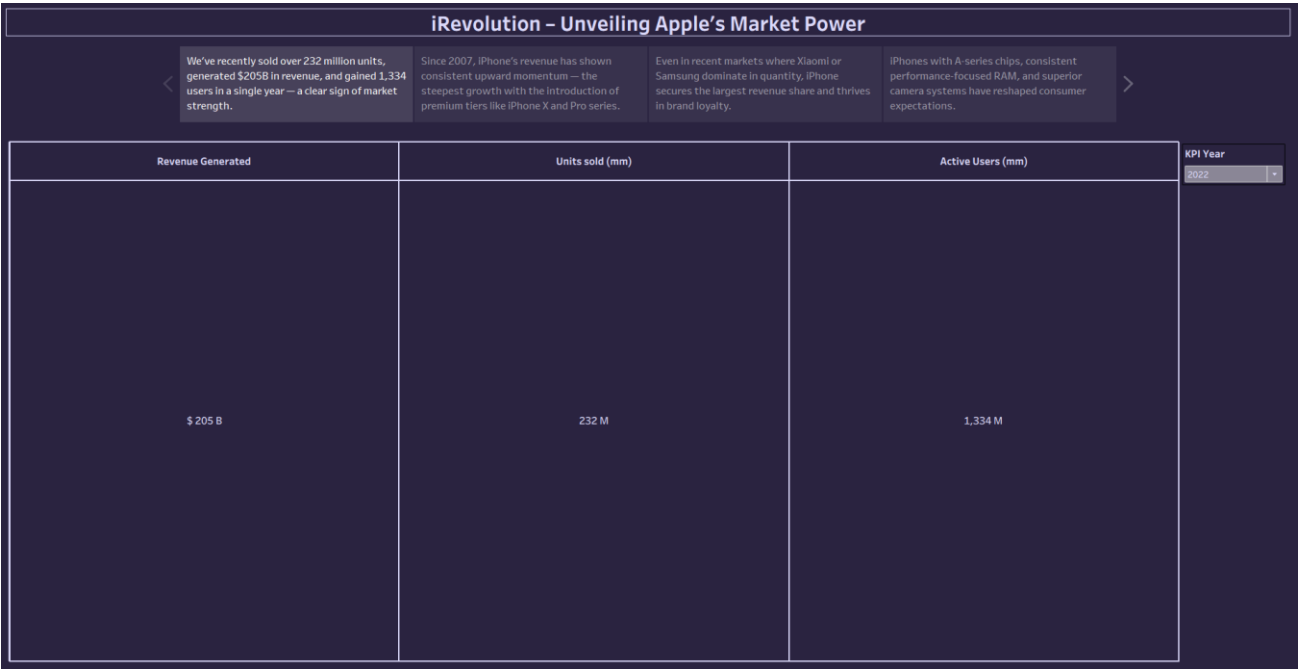 iRevolution – Unveiling Apple's Market Power
We've recently sold over 232 million units,
generated $205B in revenue, and gained 1,334
users in a single year — a clear sign of market
strength.
Since 2007, iPhone's revenue has shown
consistent upward momentum — the
steepest growth with the introduction of
premium tiers like iPhone X and Pro series.
Even in recent markets where Xiaomi or
Samsung dominate in quantity, iPhone
secures the largest revenue share and thrives
in brand loyalty.
iPhones with A-series chips, consistent
performance-focused RAM, and superior
camera systems have reshaped consumer
expectations.
Revenue Generated
Units sold (mm)
Active Users (mm)
KPI Year
2022
$ 205 B
232 M
1,334 M